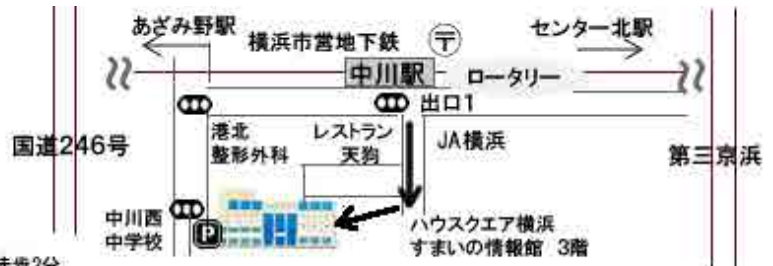 あざみ野駅
横浜市営地下鉄
〒
センター北駅
中川駅
ロータリー
出口1
国道246号
港北
整形外科
レストラン
天狗
JA横浜
第三京浜
中川西
中学校
P
ハウスクエア横浜
すまいの情報館 3階